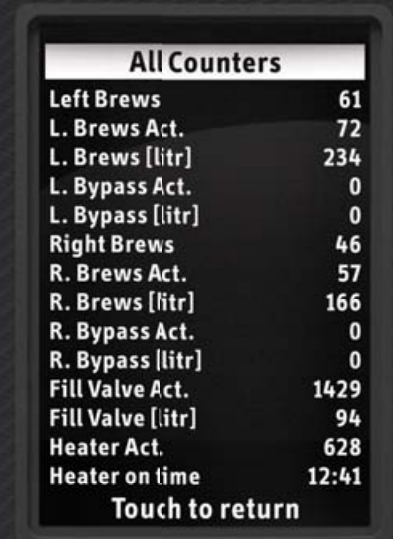 All Counters
Left Brews 61
L. Brews Act. 72
L. Brews [litr] 234
L. Bypass Act. 0
L. Bypass [litr] 0
Right Brews 46
R. Brews Act. 57
R. Brews [litr] 166
R. Bypass Act. 0
R. Bypass [litr] 0
Fill Valve Act. 1429
Fill Valve [litr] 94
Heater Act. 628
Heater on time 12:41
Touch to return